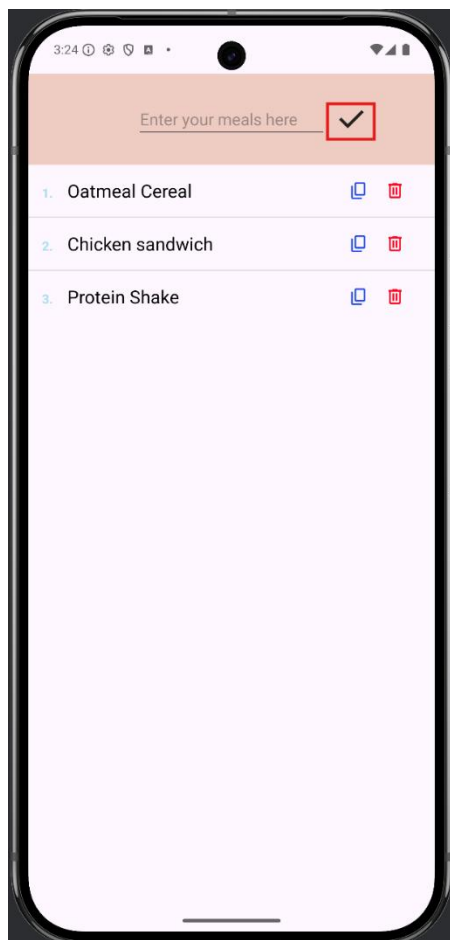 3:24
Enter your meals here
1. Oatmeal Cereal
2. Chicken sandwich
3. Protein Shake